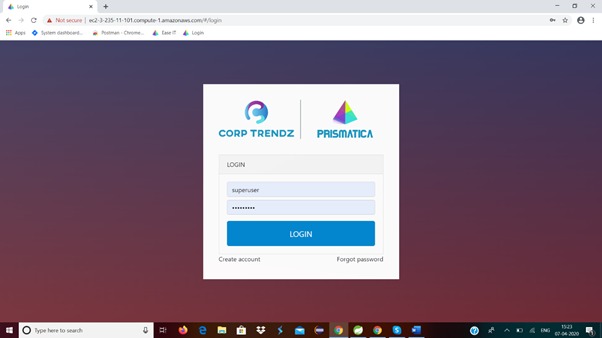 Login
Not secure | ec2-3-235-11-101.compute-1.amazonaws.com/#/login
Apps System dashboard... Postman - Chrome... Ease IT Login
CORP TRENDZ PRISMATICA
LOGIN
superuser
•••••••••
LOGIN
Create account Forgot password
Type here to search
ENG
15:23
07-04-2020